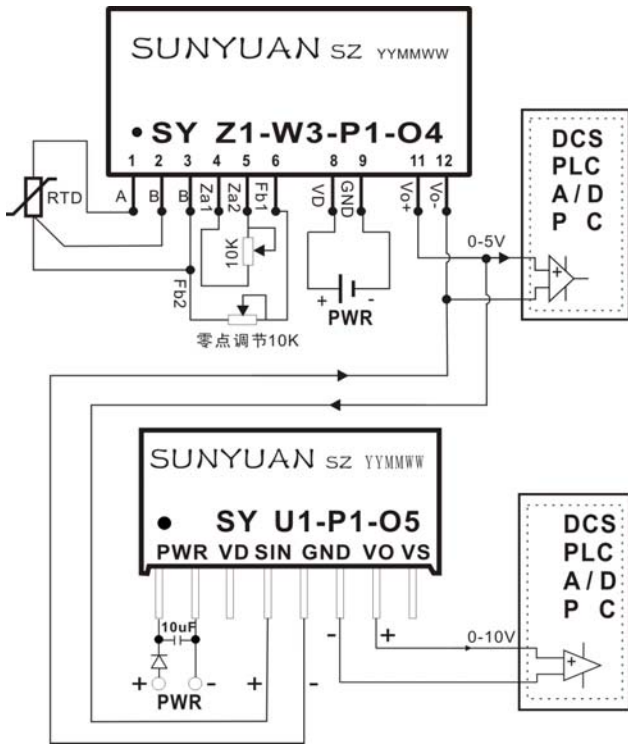 SUNYUAN SZ YYMMWW
SY Z1-W3-P1-O4
1 2 3 4 5 6 8 9 11 12
A B B Za1 Za2 Fb1 VD GND Vo+ Vo-
RTD
10K
Fb2
+ -
PWR
零点调节10K
0-5V
+
DCS
PLC
A/D
P C
SUNYUAN SZ YYMMWW
SY U1-P1-O5
PWR VD SIN GND VO VS
10uF
+ - + - - +
PWR
0-10V
+
DCS
PLC
A/D
P C